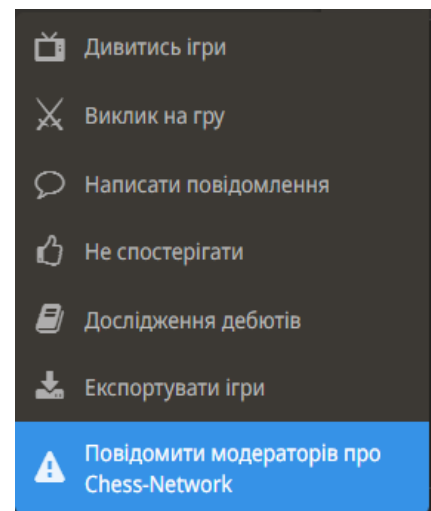 Дивитись ігри
Виклик на гру
Написати повідомлення
Не спостерігати
Дослідження дебютів
Експортувати ігри
Повідомити модераторів про
Chess-Network